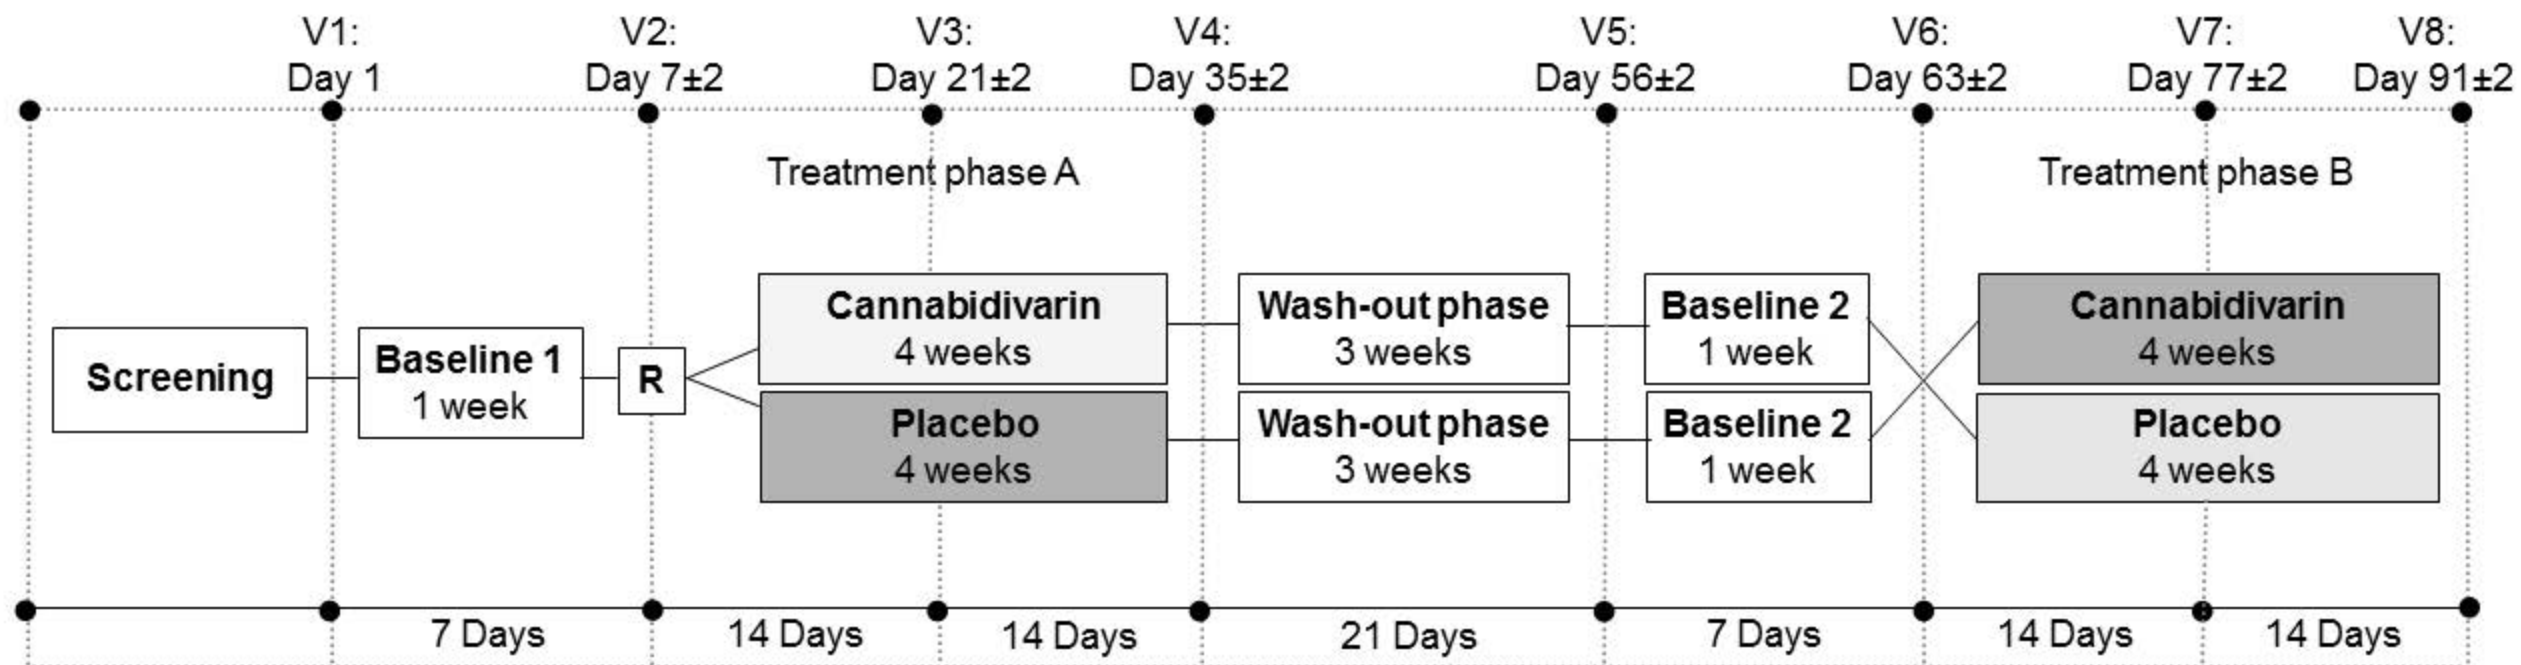 V1:
Day 1
V2:
Day 7±2
V3:
Day 21±2
V4:
Day 35±2
V5:
Day 56±2
V6:
Day 63±2
V7:
Day 77±2
V8:
Day 91±2
Treatment phase A
Treatment phase B
Screening
Baseline 1
1 week
R
Cannabidivarin
4 weeks
Placebo
4 weeks
Wash-out phase
3 weeks
Wash-out phase
3 weeks
Baseline 2
1 week
Baseline 2
1 week
Cannabidivarin
4 weeks
Placebo
4 weeks
7 Days
14 Days
14 Days
21 Days
7 Days
14 Days
14 Days